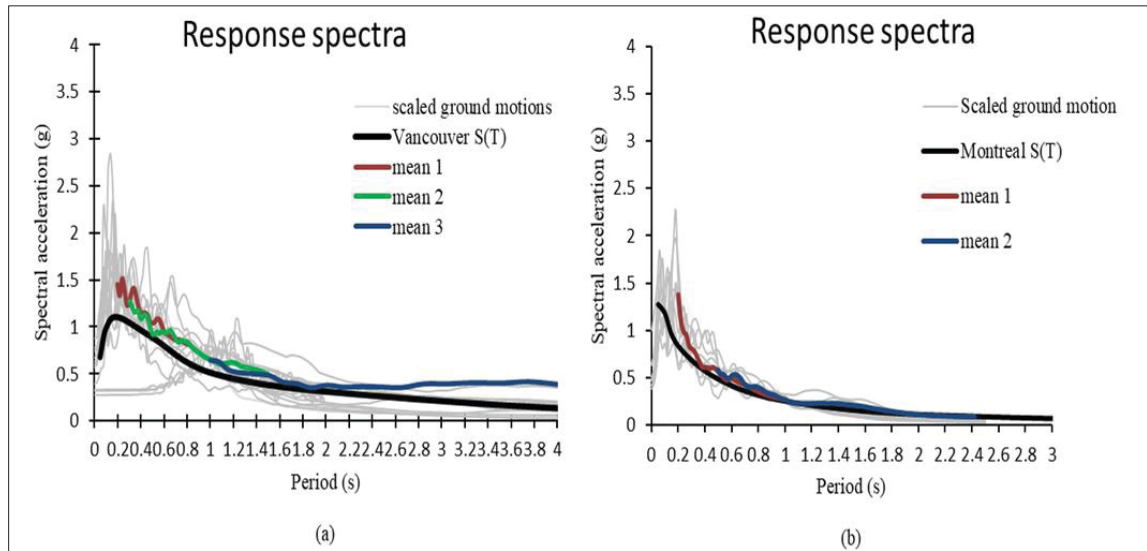 Response spectra
4
3.5
3
2.5
2
1.5
1
0.5
0
Spectral acceleration (g)
scaled ground motions
Vancouver S(T)
mean 1
mean 2
mean 3
0 0.20.40.60.8 1 1.21.41.61.8 2 2.22.42.62.8 3 3.23.43.63.8 4
Period (s)
(a)
Response spectra
4
3.5
3
2.5
2
1.5
1
0.5
0
Spectral acceleration (g)
Scaled ground motion
Montreal S(T)
mean 1
mean 2
0 0.2 0.4 0.6 0.8 1 1.2 1.4 1.6 1.8 2 2.2 2.4 2.6 2.8 3
Period (s)
(b)